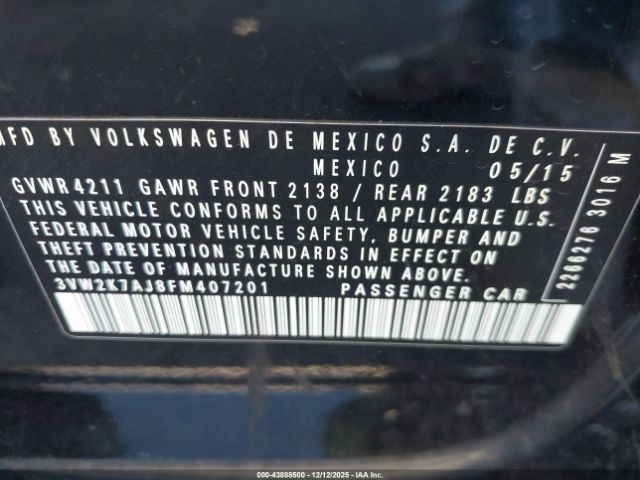 MFD BY VOLKSWAGEN DE MEXICO S.A. DE C.V.
MEXICO 05/15
GVWR 4211 GAWR FRONT 2138 / REAR 2183 LBS
THIS VEHICLE CONFORMS TO ALL APPLICABLE U.S.
FEDERAL MOTOR VEHICLE SAFETY, BUMPER AND
THEFT PREVENTION STANDARDS IN EFFECT ON
THE DATE OF MANUFACTURE SHOWN ABOVE.
3VW2K7AJ8FM407201 PASSENGER CAR
2266276 3016 M
000-43888500 - 12/12/2025 - IAA Inc.